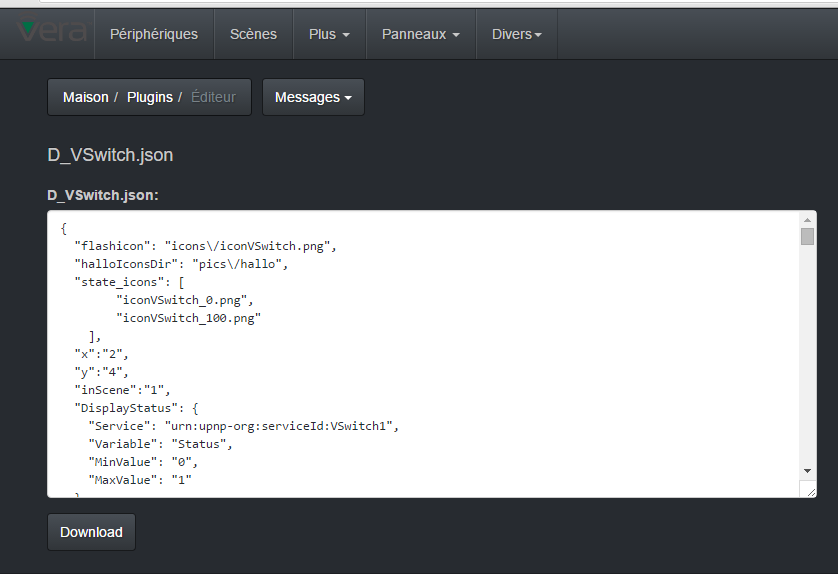 vera
Périphériques Scènes Plus Panneaux Divers
Maison / Plugins / Éditeur Messages
D_VSwitch.json
D_VSwitch.json:
{
"flashicon": "icons\/iconVSwitch.png",
"halloIconsDir": "pics\/hallo",
"state_icons": [
"iconVSwitch_0.png",
"iconVSwitch_100.png"
],
"x":"2",
"y":"4",
"inScene":"1",
"DisplayStatus": {
"Service": "urn:upnp-org:serviceId:VSwitch1",
"Variable": "Status",
"MinValue": "0",
"MaxValue": "1"
Download